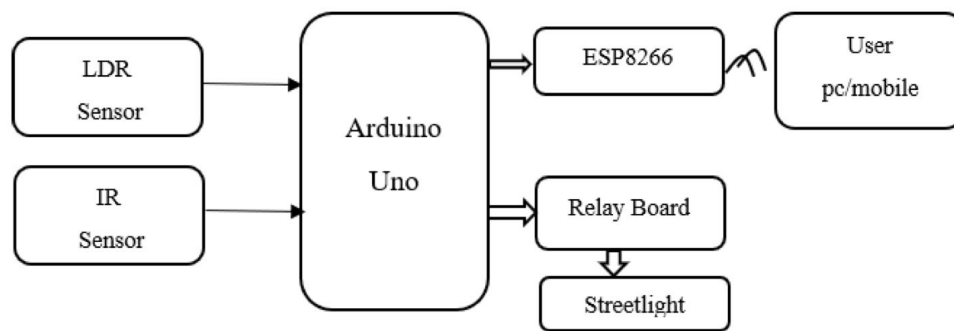 LDR
Sensor
IR
Sensor
Arduino
Uno
ESP8266
User
pc/mobile
Relay Board
Streetlight